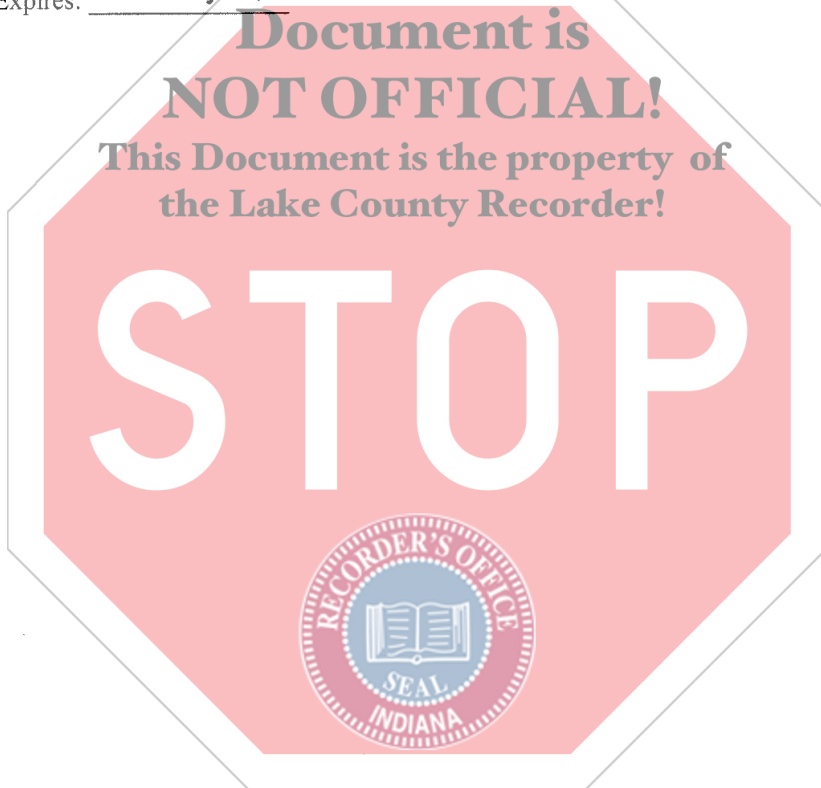 Expires:
Document is
NOT OFFICIAL!
This Document is the property of
the Lake County Recorder!
STOP
RECORDER'S OFFICE
SEAL
INDIANA